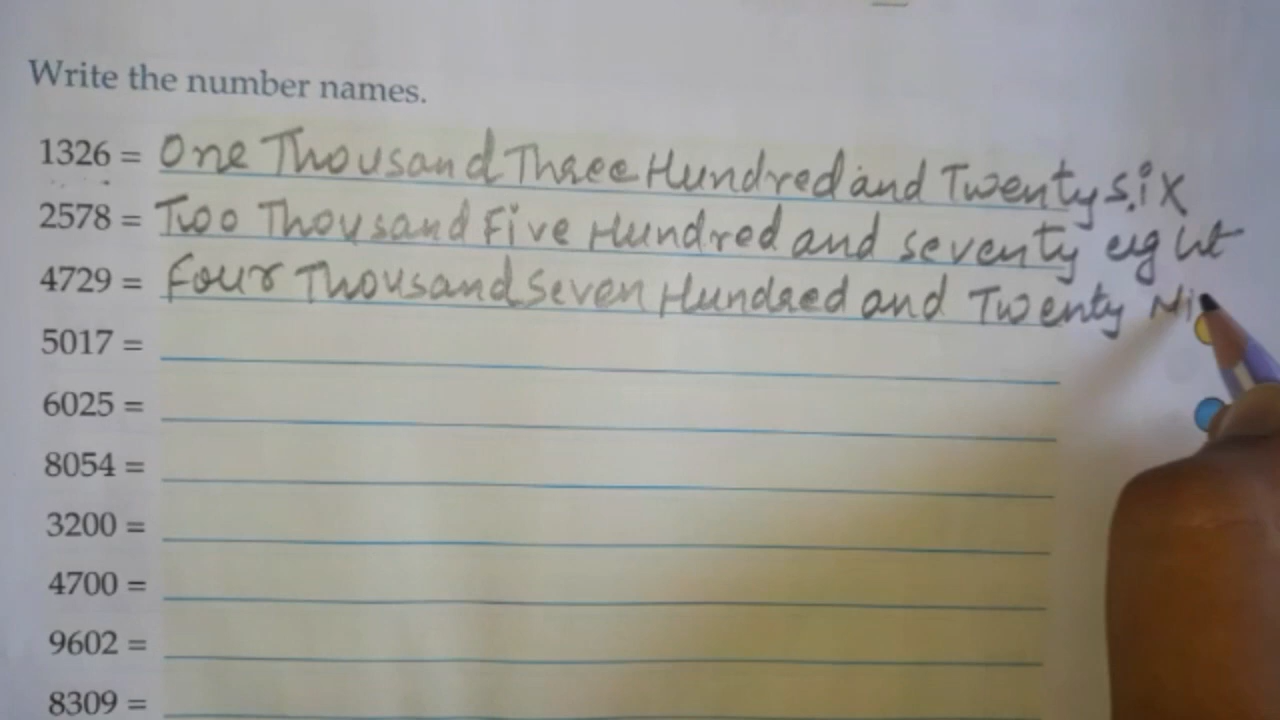 Write the number names.
1326 = One Thousand Three Hundred and Twenty six
2578 = Two Thousand Five Hundred and seventy eight
4729 = Four Thousand Seven Hundred and Twenty Ni
5017 =
6025 =
8054 =
3200 =
4700 =
9602 =
8309 =